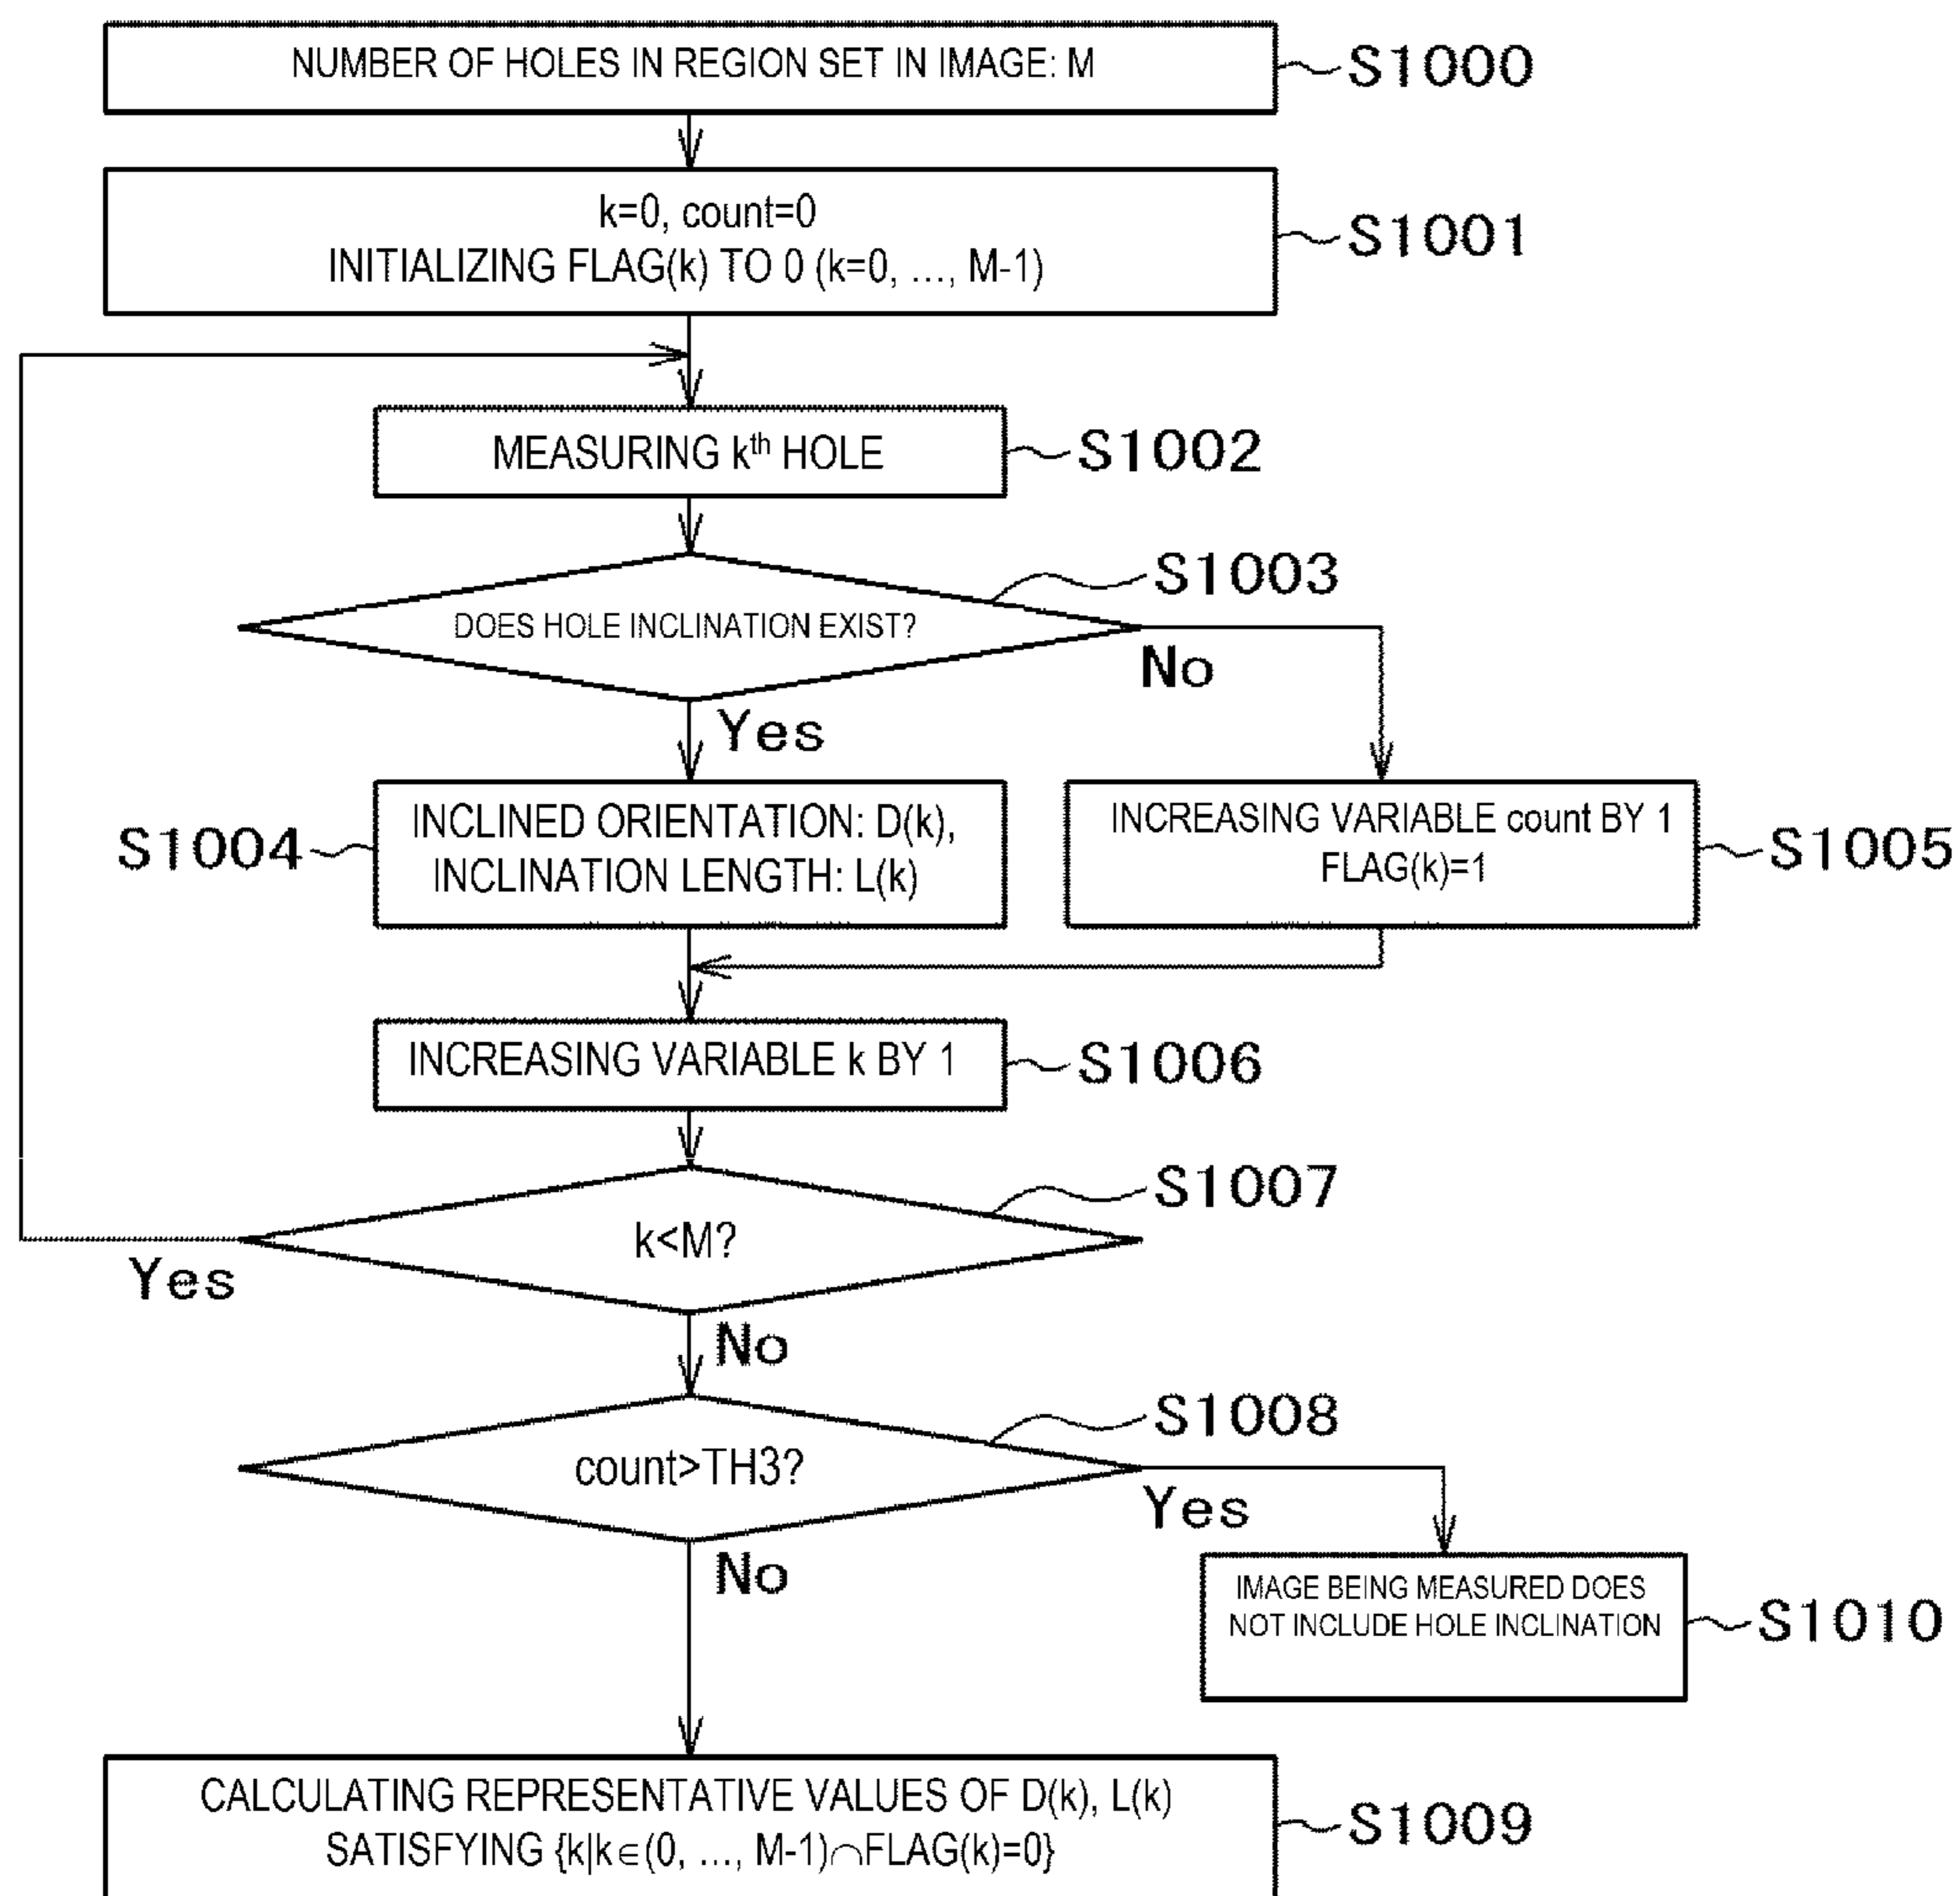 NUMBER OF HOLES IN REGION SET IN IMAGE: M
S1000
k=0, count=0
INITIALIZING FLAG(k) TO 0 (k=0, ..., M-1)
S1001
MEASURING kth HOLE
S1002
DOES HOLE INCLINATION EXIST?
S1003
No
Yes
S1004
INCLINED ORIENTATION: D(k),
INCLINATION LENGTH: L(k)
INCREASING VARIABLE count BY 1
FLAG(k)=1
S1005
INCREASING VARIABLE k BY 1
S1006
k<M?
S1007
Yes
No
count>TH3?
S1008
Yes
No
IMAGE BEING MEASURED DOES
NOT INCLUDE HOLE INCLINATION
S1010
CALCULATING REPRESENTATIVE VALUES OF D(k), L(k)
SATISFYING {k|k∈(0, ..., M-1)∩FLAG(k)=0}
S1009